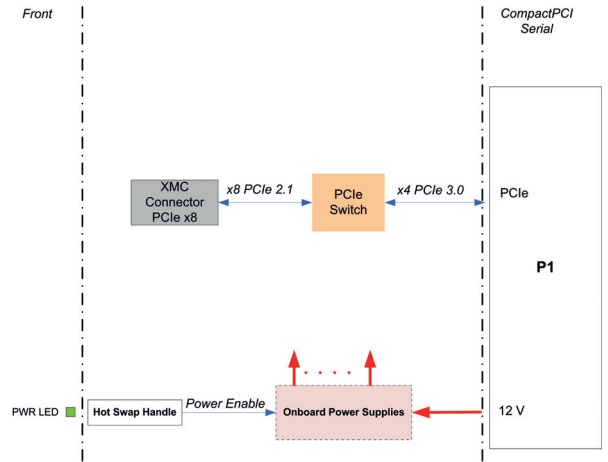 Front
CompactPCI
Serial
XMC
Connector
PCIe x8
x8 PCIe 2.1
PCIe
Switch
x4 PCIe 3.0
PCIe
P1
PWR LED
Hot Swap Handle
Power Enable
Onboard Power Supplies
12 V